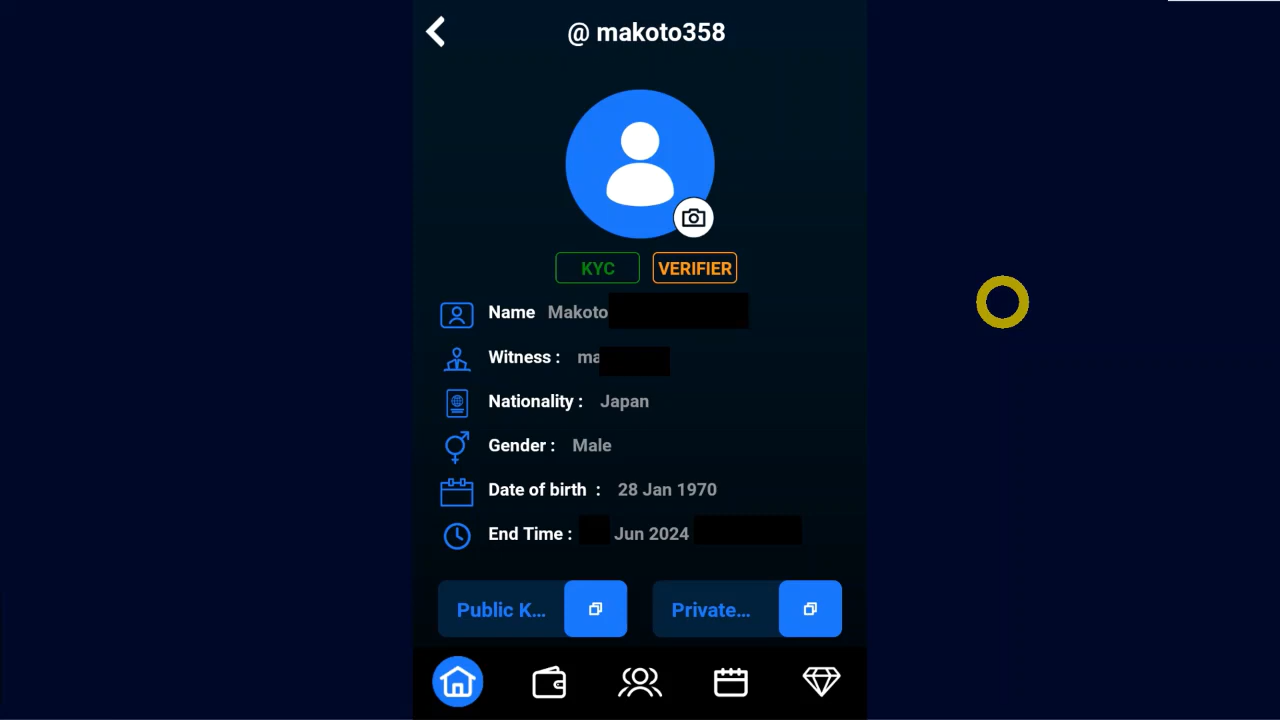 @ makoto358
KYC VERIFIER
Name Makoto
Witness : ma
Nationality : Japan
Gender : Male
Date of birth : 28 Jan 1970
End Time : Jun 2024
Public K... Private...